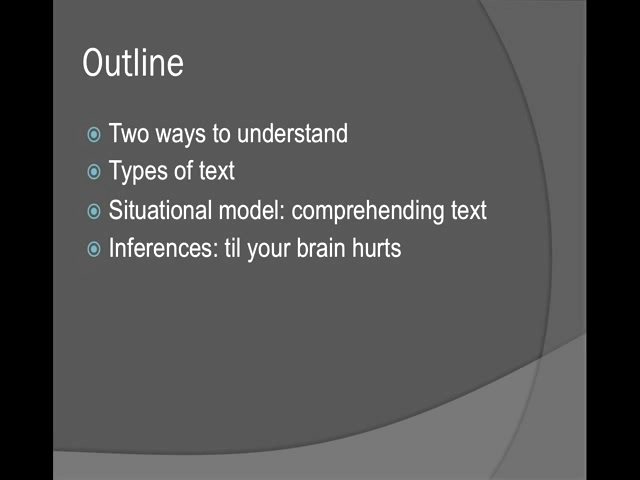 Outline
Two ways to understand
Types of text
Situational model: comprehending text
Inferences: til your brain hurts